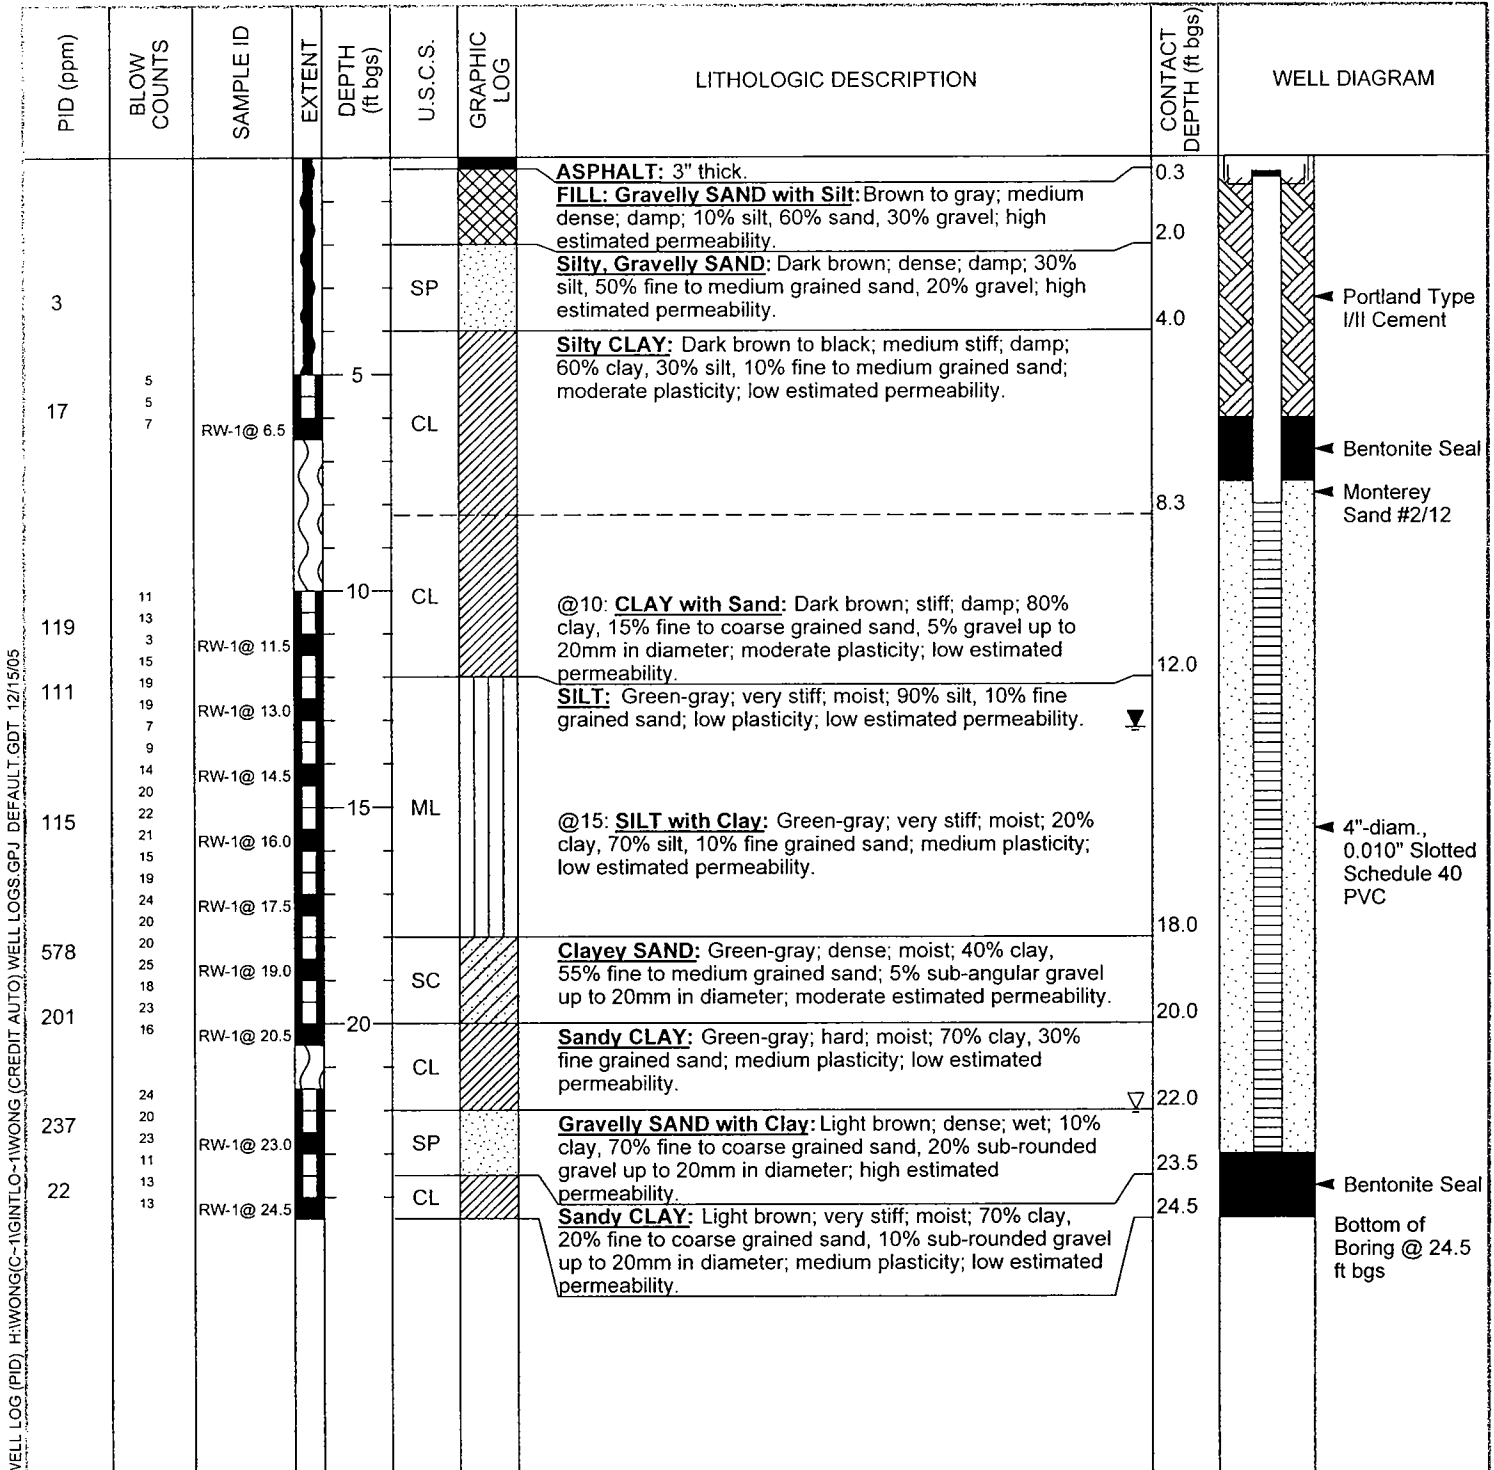 PID (ppm)
BLOW
COUNTS
SAMPLE ID
EXTENT
DEPTH
(ft bgs)
U.S.C.S.
GRAPHIC
LOG
LITHOLOGIC DESCRIPTION
CONTACT
DEPTH (ft bgs)
WELL DIAGRAM
ASPHALT: 3" thick.
0.3
FILL: Gravelly SAND with Silt: Brown to gray; medium
dense; damp; 10% silt, 60% sand, 30% gravel; high
estimated permeability.
2.0
Silty, Gravelly SAND: Dark brown; dense; damp; 30%
silt, 50% fine to medium grained sand, 20% gravel; high
estimated permeability.
SP
3
4.0
Portland Type
I/II Cement
Silty CLAY: Dark brown to black; medium stiff; damp;
60% clay, 30% silt, 10% fine to medium grained sand;
moderate plasticity; low estimated permeability.
5
5
5
7
17
RW-1@ 6.5
CL
Bentonite Seal
Monterey
Sand #2/12
8.3
10
CL
11
13
3
15
19
19
7
9
14
20
22
21
15
19
24
20
20
25
18
23
16
119
RW-1@ 11.5
@10: CLAY with Sand: Dark brown; stiff; damp; 80%
clay, 15% fine to coarse grained sand, 5% gravel up to
20mm in diameter; moderate plasticity; low estimated
permeability.
12.0
111
RW-1@ 13.0
SILT: Green-gray; very stiff; moist; 90% silt, 10% fine
grained sand; low plasticity; low estimated permeability.
RW-1@ 14.5
15
ML
115
RW-1@ 16.0
@15: SILT with Clay: Green-gray; very stiff; moist; 20%
clay, 70% silt, 10% fine grained sand; medium plasticity;
low estimated permeability.
4"-diam.,
0.010" Slotted
Schedule 40
PVC
RW-1@ 17.5
18.0
578
RW-1@ 19.0
SC
Clayey SAND: Green-gray; dense; moist; 40% clay,
55% fine to medium grained sand; 5% sub-angular gravel
up to 20mm in diameter; moderate estimated permeability.
20.0
201
RW-1@ 20.5
20
CL
Sandy CLAY: Green-gray; hard; moist; 70% clay, 30%
fine grained sand; medium plasticity; low estimated
permeability.
22.0
24
20
23
11
13
13
237
RW-1@ 23.0
SP
Gravelly SAND with Clay: Light brown; dense; wet; 10%
clay, 70% fine to coarse grained sand, 20% sub-rounded
gravel up to 20mm in diameter; high estimated
permeability.
23.5
22
RW-1@ 24.5
CL
24.5
Bentonite Seal
Sandy CLAY: Light brown; very stiff; moist; 70% clay,
20% fine to coarse grained sand, 10% sub-rounded gravel
up to 20mm in diameter; medium plasticity; low estimated
permeability.
Bottom of
Boring @ 24.5
ft bgs
WELL LOG (PID) H:\WONG(C~1\GINTLO~1\WONG (CREDIT AUTO) WELL LOGS.GPJ DEFAULT.GDT 12/15/05